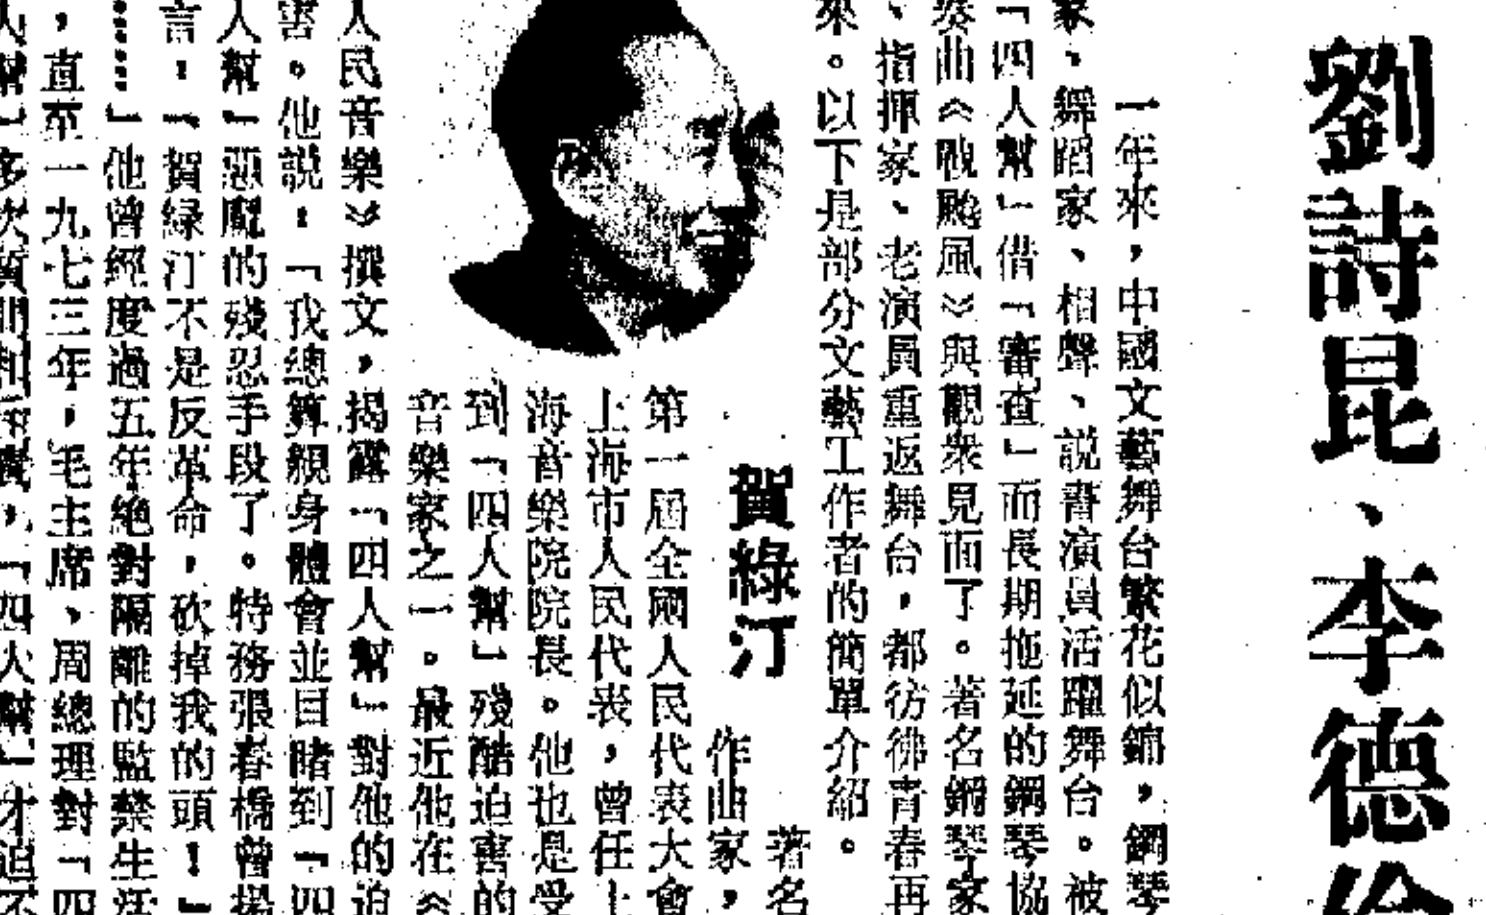 劉詩昆、李德倫
一年來，中國文藝舞台繁花似錦，鋼琴
家、舞蹈家、相聲、説書演員活躍舞台。被
「四人幫」借「審查」而長期拖延的鋼琴協
奏曲《戰颱風》與觀衆見面了。著名鋼琴家
、指揮家、老演員重返舞台，都彷彿青春再
來。以下是部分文藝工作者的簡單介紹。
賀綠汀
著名
作曲家，
第一屆全國人民代表大會
上海市人民代表，曾任上
海音樂院院長。他也是受
到「四人幫」殘酷迫害的
音樂家之一。最近他在《
人民音樂》撰文，揭露「四人幫」對他的迫
害。他説：「我總算親身體會並目睹到「四
人幫」惡亂的殘忍手段了。特務張春橋曾揚
言：「賀綠汀不是反革命，砍掉我的頭！」
……」他曾經度過五年絶對隔離的監禁生活
，直至一九七三年，毛主席、周總理對「四
人幫」多次質問和 ，「四人幫」才迫不